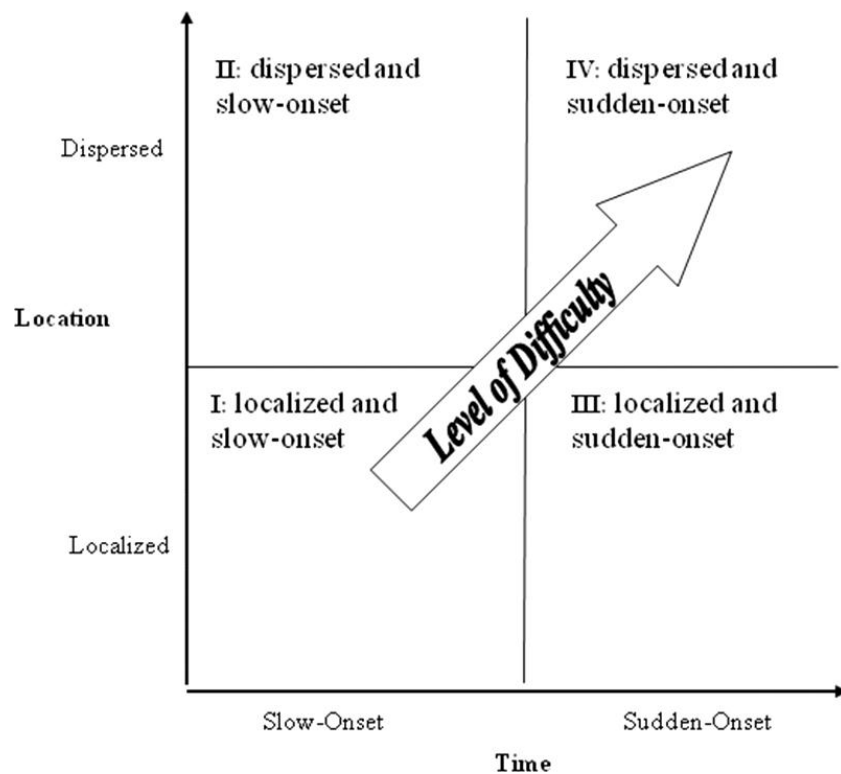 II: dispersed and
slow-onset
IV: dispersed and
sudden-onset
Dispersed
Location
Level of Difficulty
I: localized and
slow-onset
III: localized and
sudden-onset
Localized
Slow-Onset
Sudden-Onset
Time